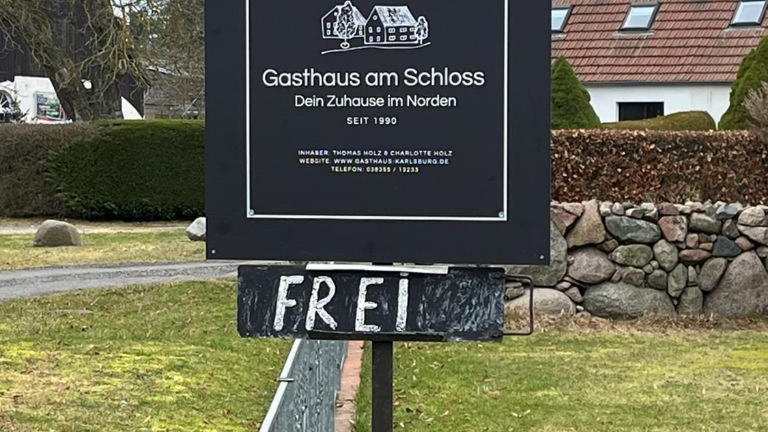 Gasthaus am Schloss
Dein Zuhause im Norden
SEIT 1990
INHABER: THOMAS HOLZ & CHARLOTTE HOLZ
WEBSITE: WWW.GASTHAUS-KARLSBURG.DE
TELEFON: 038355 / 19233
FREi